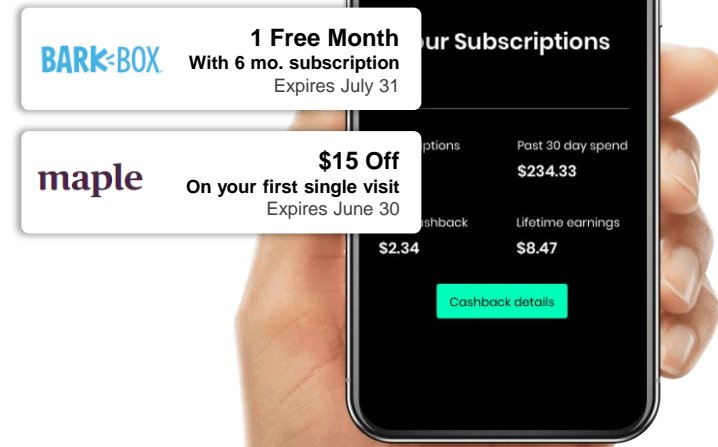 BARK BOX
1 Free Month
With 6 mo. subscription
Expires July 31
maple
$15 Off
On your first single visit
Expires June 30
ur Subscriptions
ptions
Past 30 day spend
$234.33
shback
Lifetime earnings
$2.34
$8.47
Cashback details